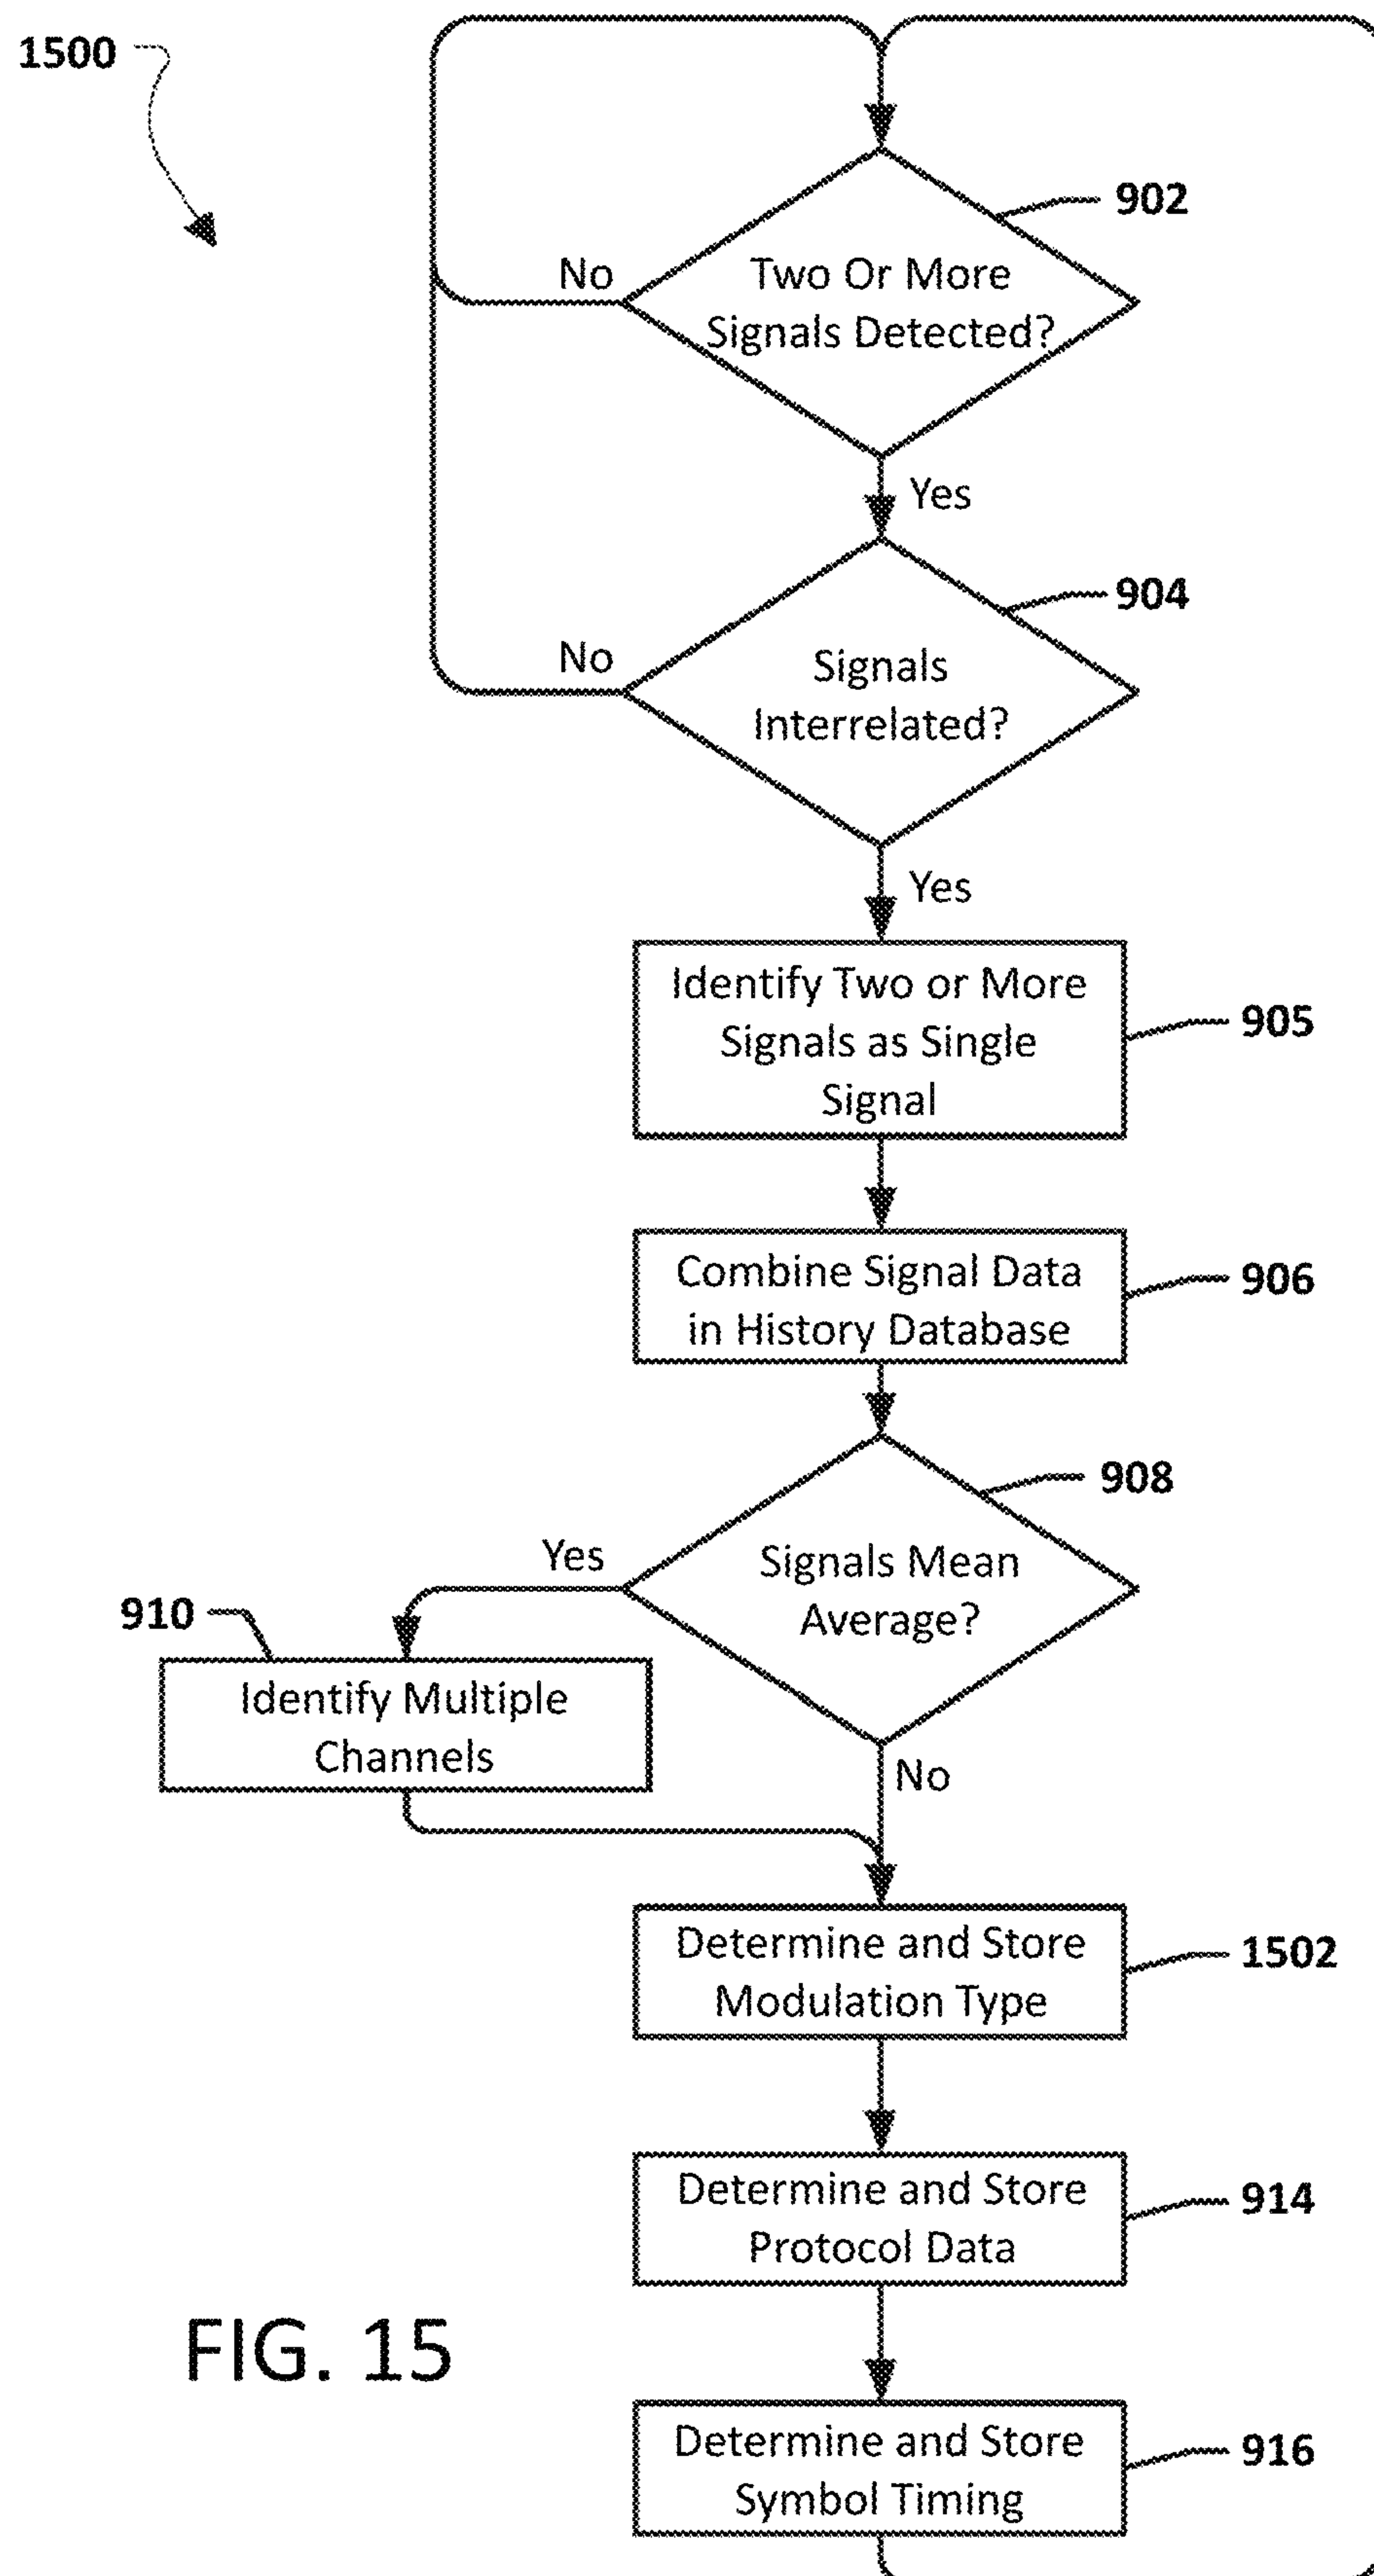 1500
902
No
Two Or More
Signals Detected?
Yes
904
No
Signals
Interrelated?
Yes
Identify Two or More
Signals as Single
Signal
905
Combine Signal Data
in History Database
906
908
Yes
Signals Mean
Average?
910
Identify Multiple
Channels
No
Determine and Store
Modulation Type
1502
Determine and Store
Protocol Data
914
FIG. 15
Determine and Store
Symbol Timing
916